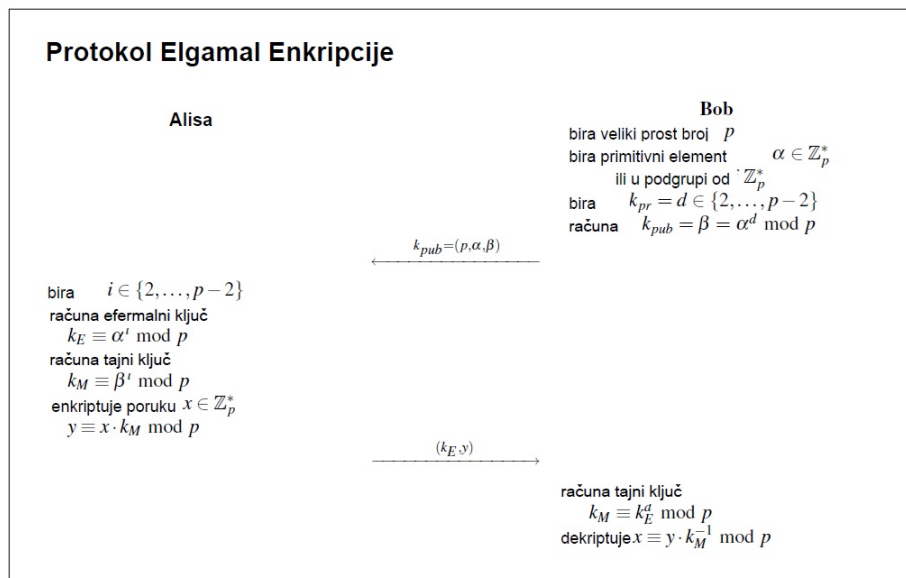 Protokol Elgamal Enkripcije
Alisa
Bob
bira veliki prost broj p
bira primitivni element α ∈ ℤ*ₚ
ili u podgrupi od ℤ*ₚ
bira k_pr = d ∈ {2,…,p−2}
računa k_pub = β = α^d mod p
k_pub=(p,α,β)
bira i ∈ {2,…,p−2}
računa efermalni ključ
k_E ≡ α^i mod p
računa tajni ključ
k_M ≡ β^i mod p
enkriptuje poruku x ∈ ℤ*ₚ
y ≡ x·k_M mod p
(k_E,y)
računa tajni ključ
k_M ≡ k_E^d mod p
dekriptuje x ≡ y·k_M^−1 mod p